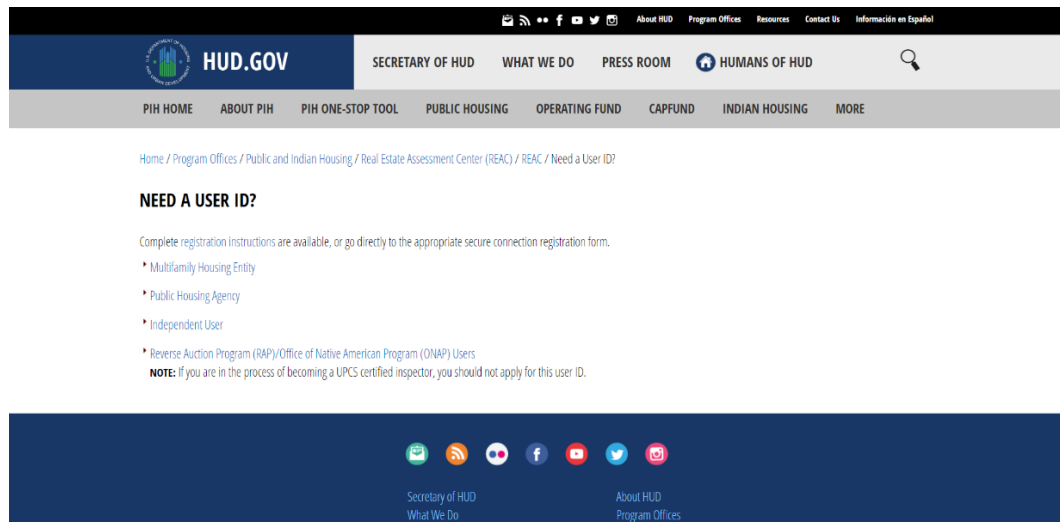 About HUD Program Offices Resources Contact Us Información en Español
HUD.GOV SECRETARY OF HUD WHAT WE DO PRESS ROOM HUMANS OF HUD
PIH HOME ABOUT PIH PIH ONE-STOP TOOL PUBLIC HOUSING OPERATING FUND CAPFUND INDIAN HOUSING MORE
Home / Program Offices / Public and Indian Housing / Real Estate Assessment Center (REAC) / REAC / Need a User ID?
NEED A USER ID?
Complete registration instructions are available, or go directly to the appropriate secure connection registration form.
Multifamily Housing Entity
Public Housing Agency
Independent User
Reverse Auction Program (RAP)/Office of Native American Program (ONAP) Users
NOTE: If you are in the process of becoming a UPCS certified inspector, you should not apply for this user ID.
Secretary of HUD About HUD
What We Do Program Offices